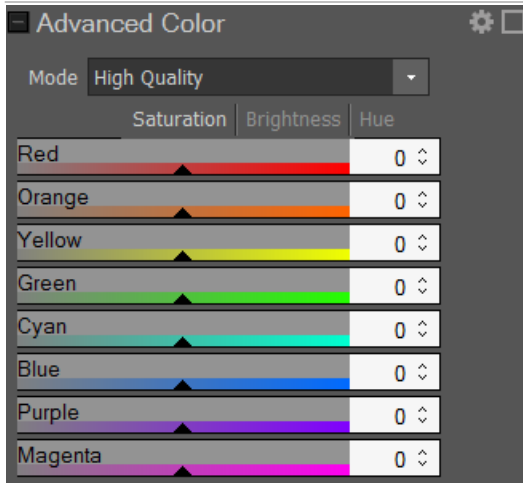 Advanced Color
Mode High Quality
Saturation Brightness Hue
Red 0
Orange 0
Yellow 0
Green 0
Cyan 0
Blue 0
Purple 0
Magenta 0